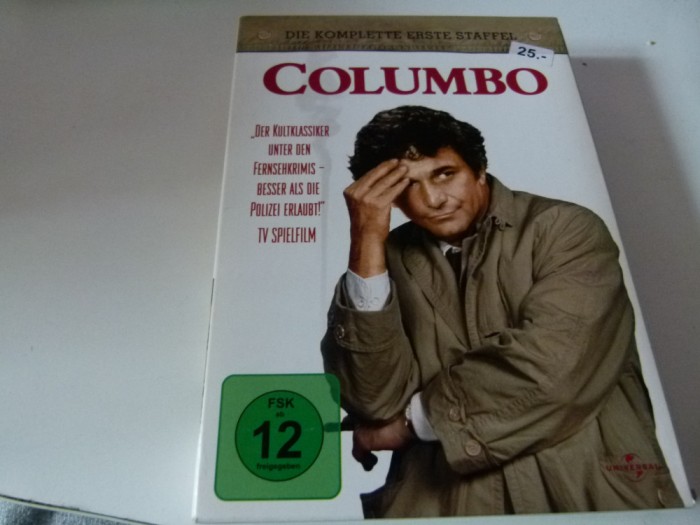 DIE KOMPLETTE ERSTE STAFFEL
25.-
COLUMBO
„DER KULTKLASSIKER
UNTER DEN
FERNSEHKRIMIS –
BESSER ALS DIE
POLIZEI ERLAUBT!"
TV SPIELFILM
FSK
ab
12
freigegeben
UNIVERSAL